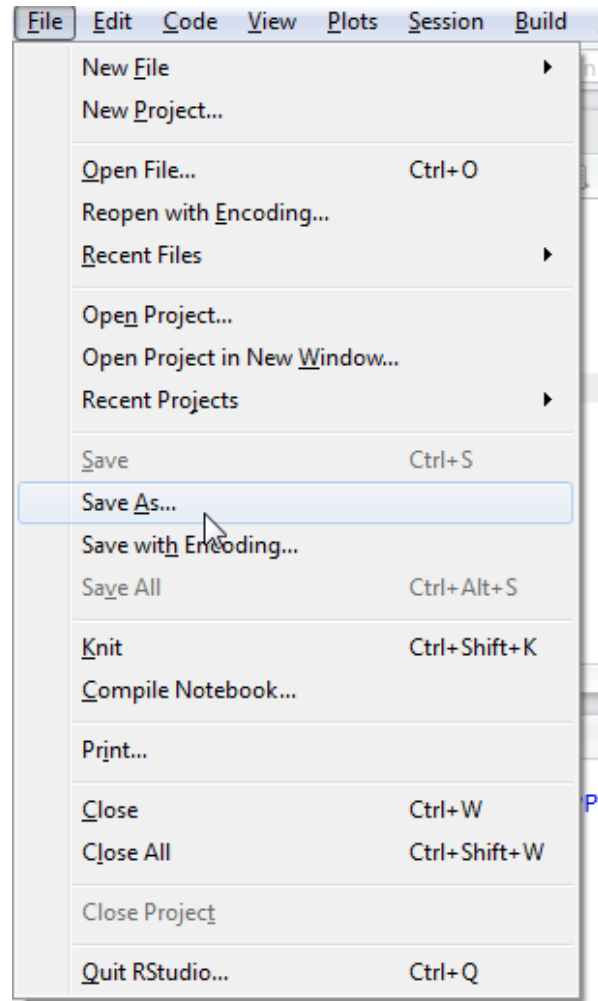 File Edit Code View Plots Session Build
New File
New Project...
Open File... Ctrl+O
Reopen with Encoding...
Recent Files
Open Project...
Open Project in New Window...
Recent Projects
Save Ctrl+S
Save As...
Save with Encoding...
Save All Ctrl+Alt+S
Knit Ctrl+Shift+K
Compile Notebook...
Print...
Close Ctrl+W
Close All Ctrl+Shift+W
Close Project
Quit RStudio... Ctrl+Q